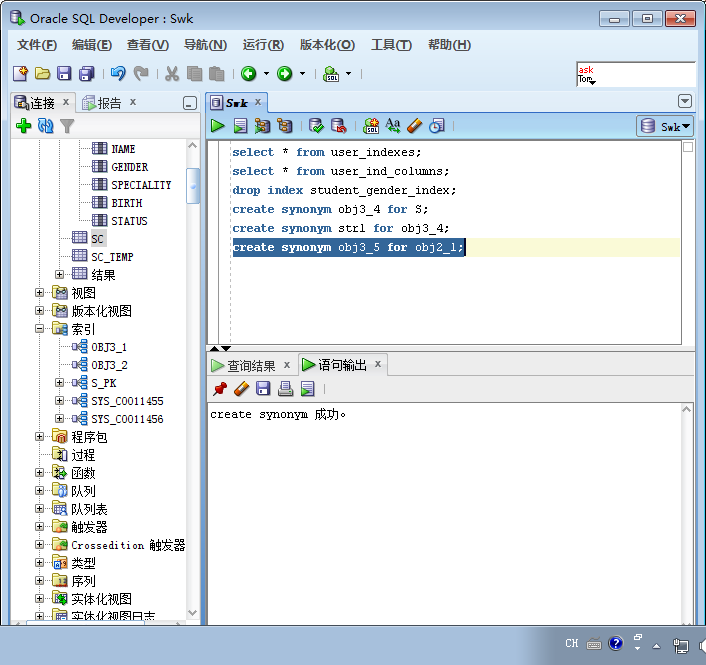 Oracle SQL Developer : Swk
文件(F) 编辑(E) 查看(V) 导航(N) 运行(R) 版本化(O) 工具(T) 帮助(H)
SQL
ask
Tom
连接 x 报告 x
Swk x
SQL
Aa
Swk
NAME
GENDER
SPECIALITY
BIRTH
STATUS
SC
SC_TEMP
结果
视图
版本化视图
索引
OBJ3_1
OBJ3_2
S_PK
SYS_C0011455
SYS_C0011456
程序包
过程
函数
队列
队列表
触发器
Crossedition 触发器
类型
序列
实体化视图
实体化视图日志
select * from user_indexes;
select * from user_ind_columns;
drop index student_gender_index;
create synonym obj3_4 for S;
create synonym strl for obj3_4;
create synonym obj3_5 for obj2_1;
查询结果 x 语句输出 x
create synonym 成功。
CH